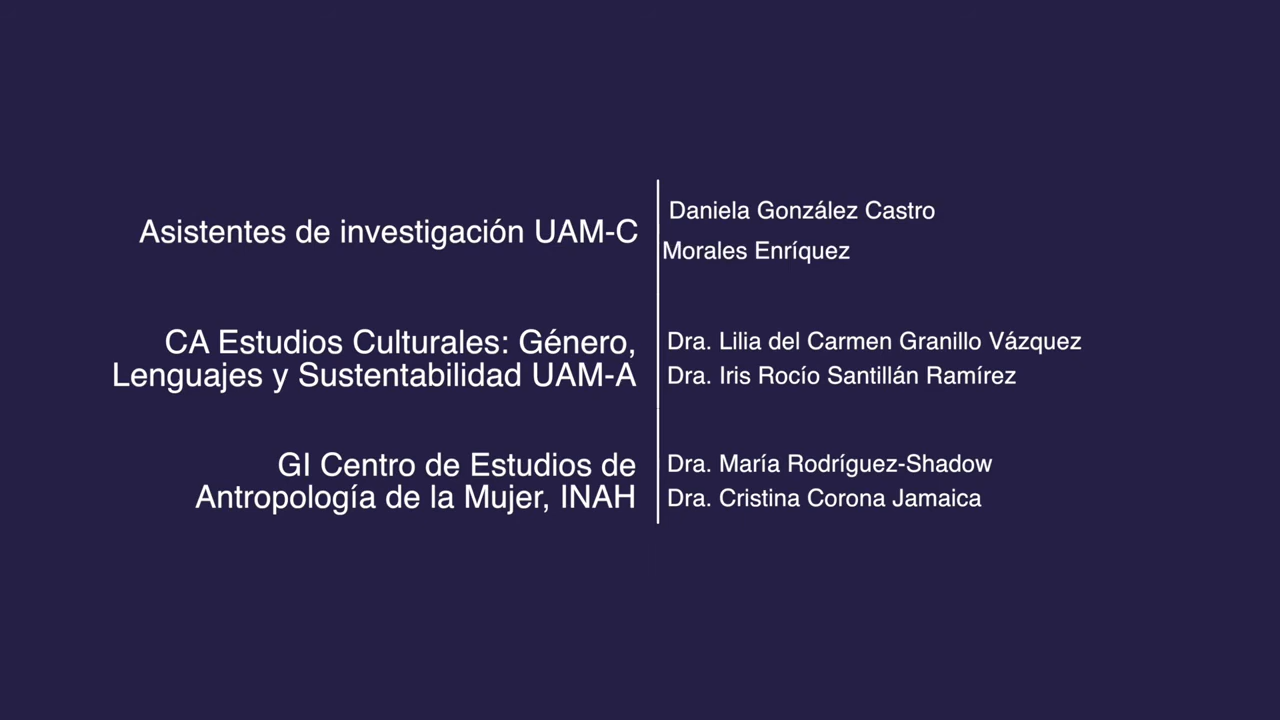 Asistentes de investigación UAM-C
Daniela González Castro
Morales Enríquez
CA Estudios Culturales: Género,
Lenguajes y Sustentabilidad UAM-A
Dra. Lilia del Carmen Granillo Vázquez
Dra. Iris Rocío Santillán Ramírez
GI Centro de Estudios de
Antropología de la Mujer, INAH
Dra. María Rodríguez-Shadow
Dra. Cristina Corona Jamaica